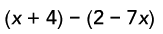 (x + 4) − (2 − 7x)